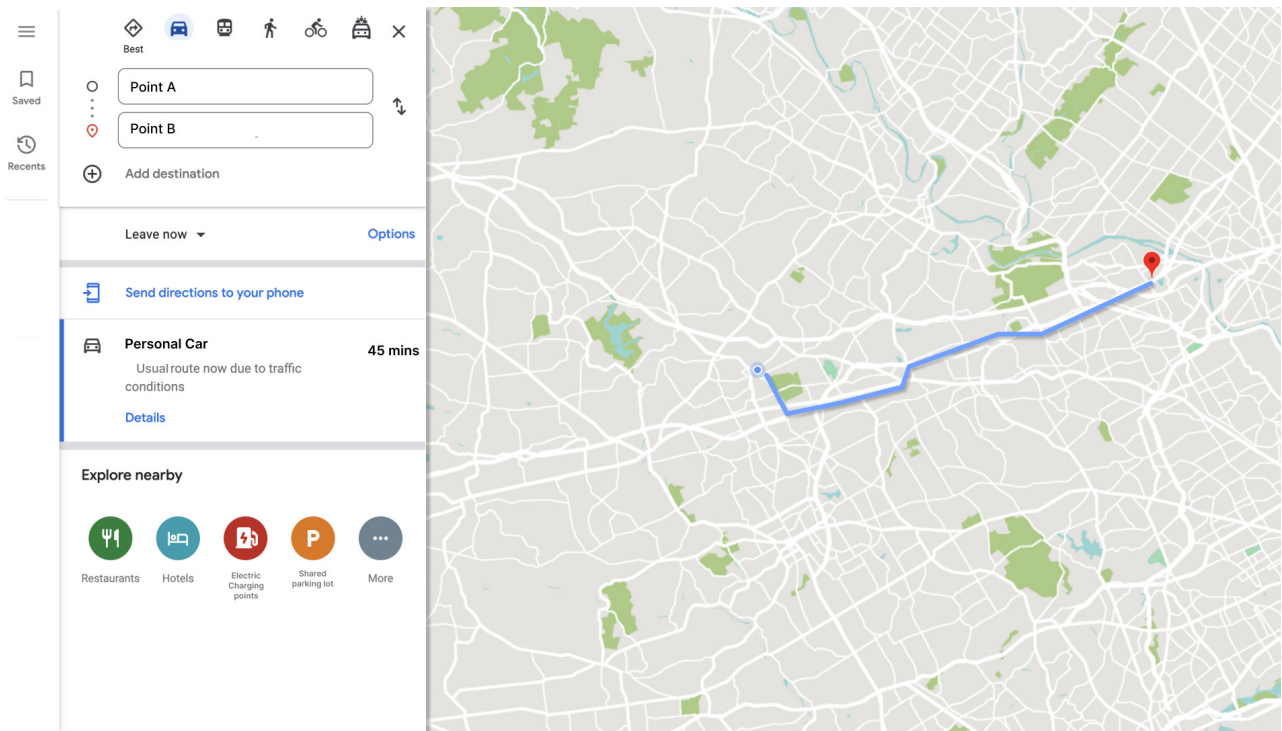 Best
Saved
Recents
Point A
Point B
Add destination
Leave now
Options
Send directions to your phone
Personal Car
45 mins
Usual route now due to traffic
conditions
Details
Explore nearby
P
Restaurants
Hotels
Electric
Charging
points
Shared
parking lot
More